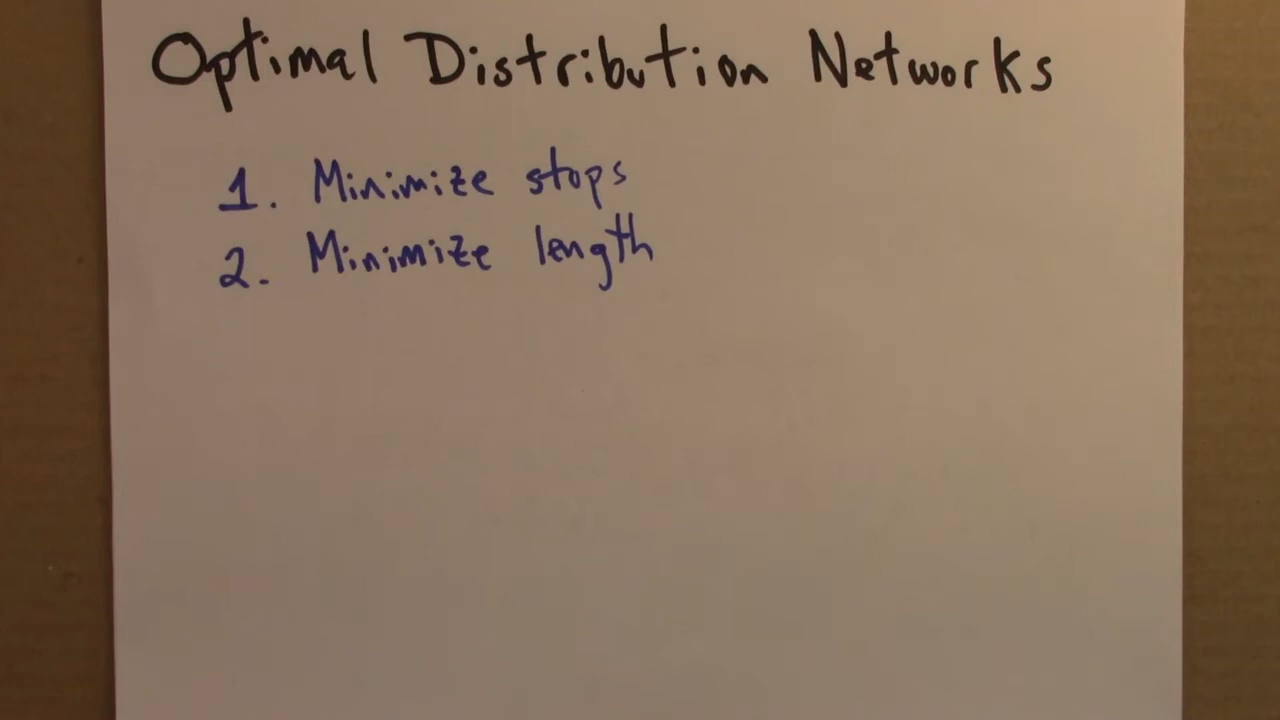 Optimal Distribution Networks
1. Minimize stops
2. Minimize length